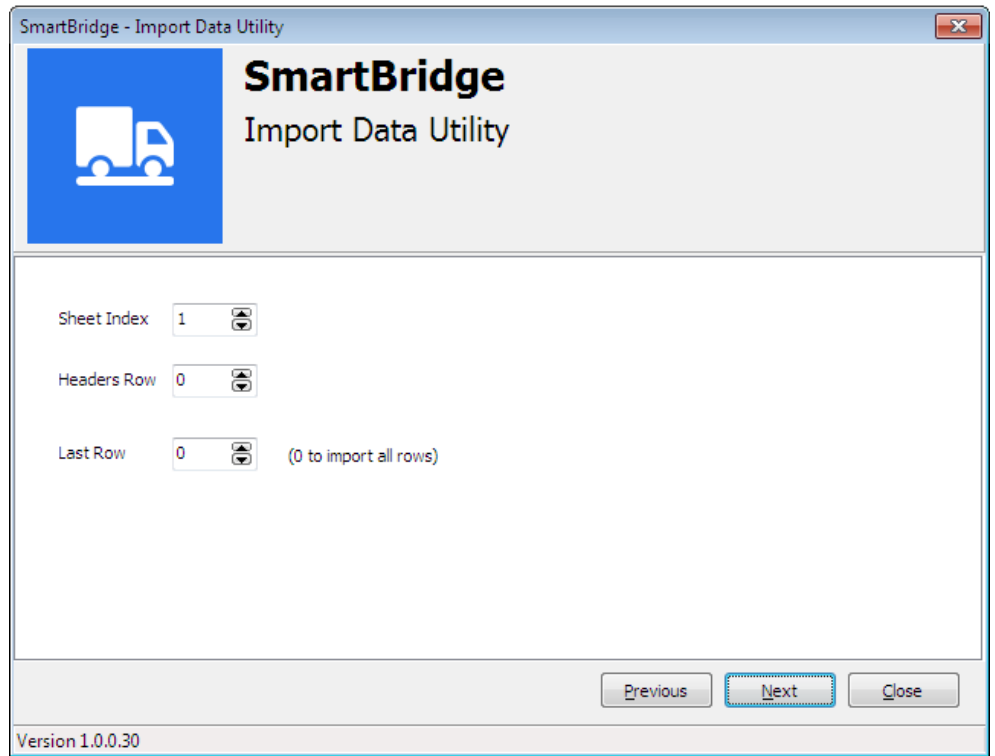 SmartBridge - Import Data Utility
SmartBridge
Import Data Utility
Sheet Index 1
Headers Row 0
Last Row 0 (0 to import all rows)
Previous Next Close
Version 1.0.0.30